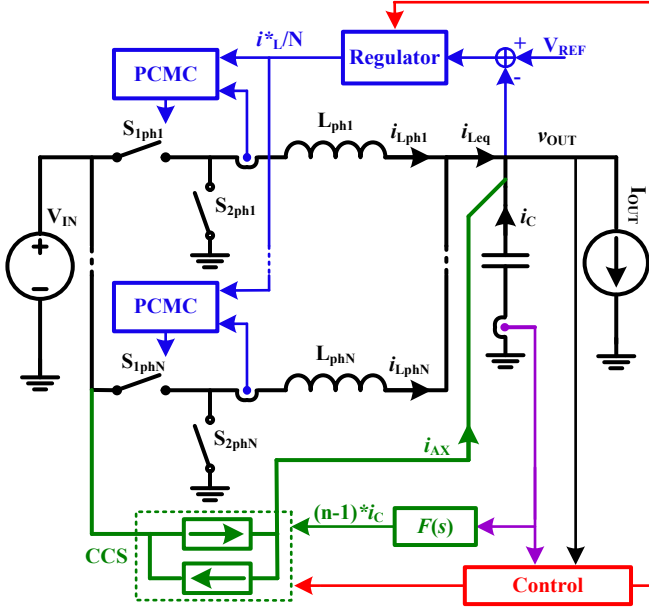 i*L/N
PCMC
Regulator
+
VREF
-
S1ph1
Lph1
iLph1
iLeq
vOUT
S2ph1
VIN
iC
IOUT
PCMC
S1phN
LphN
iLphN
S2phN
iAX
(n-1)*iC
F(s)
CCS
Control